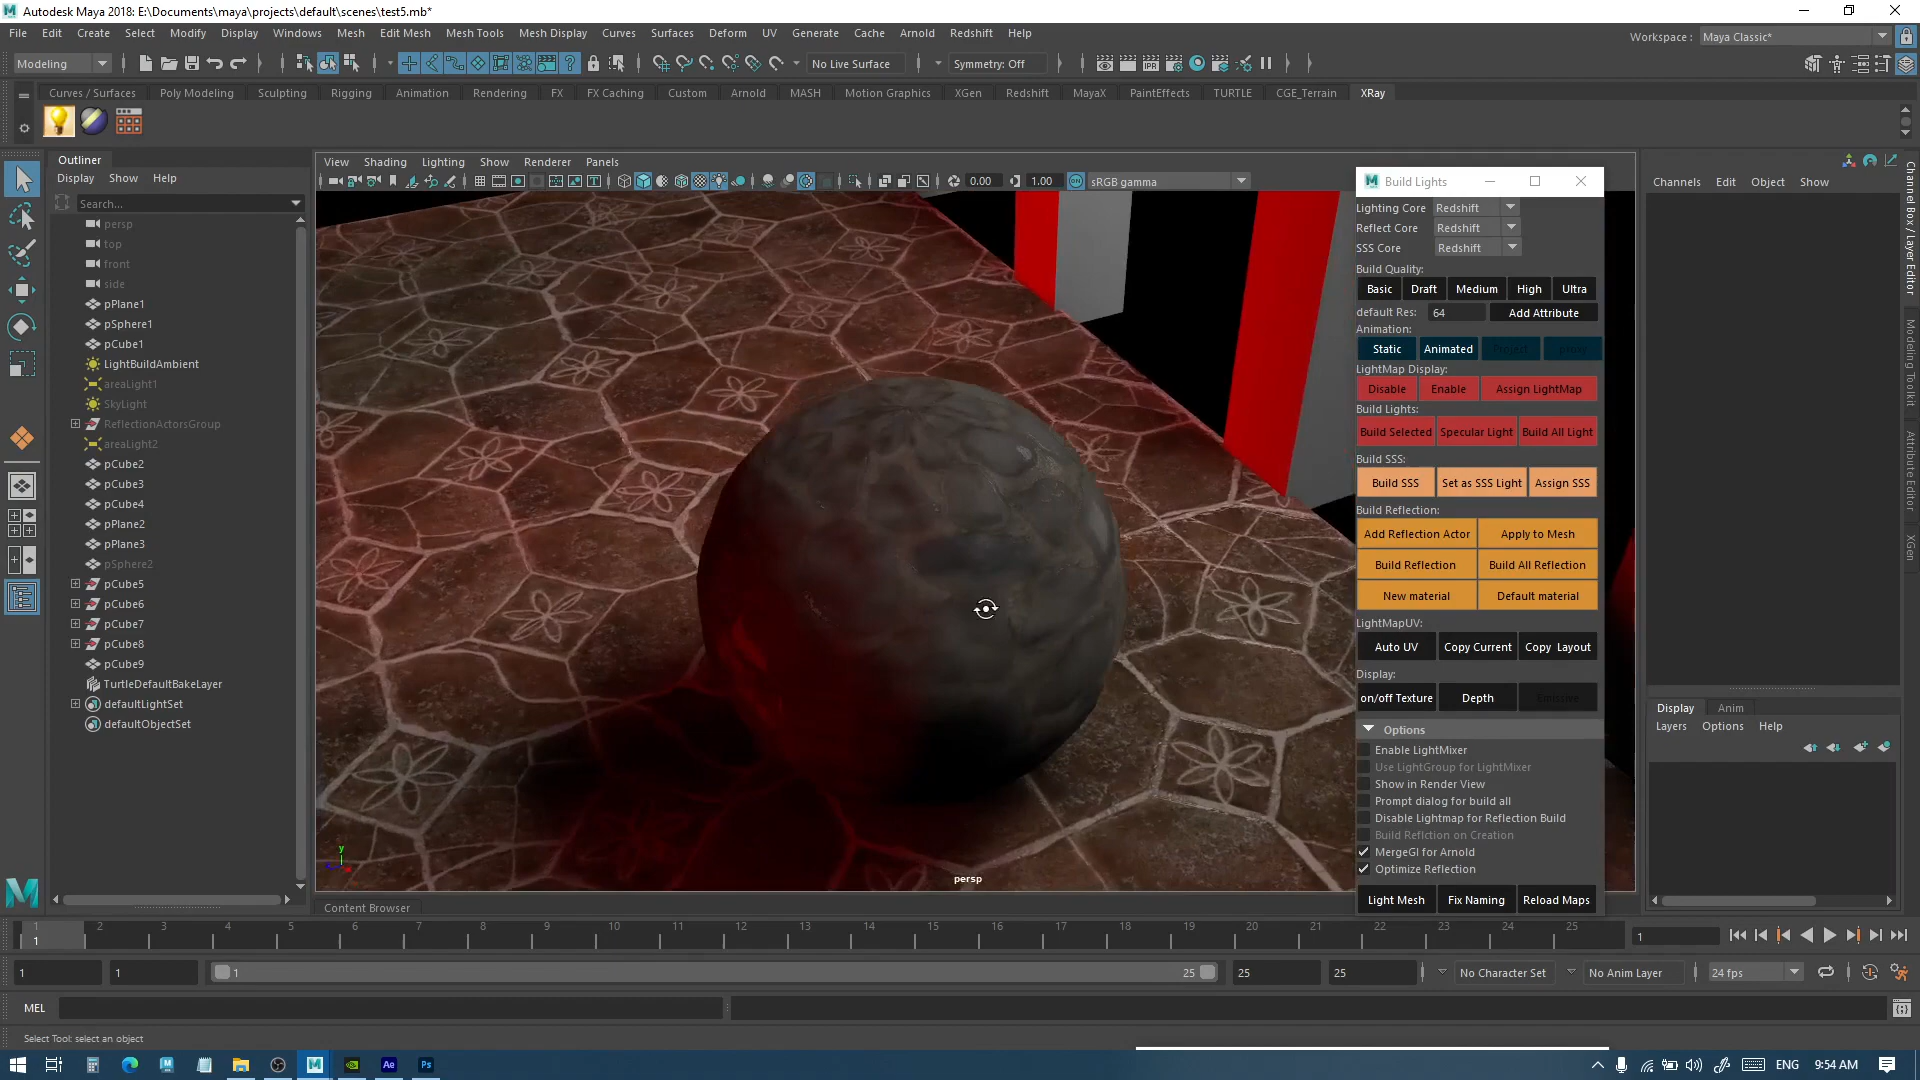 Autodesk Maya 2018: E:\Documents\maya\projects\default\scenes\test5.mb*
File Edit Create Select Modify Display Windows Mesh Edit Mesh Mesh Tools Mesh Display Curves Surfaces Deform UV Generate Cache Arnold Redshift Help
Workspace : Maya Classic*
Modeling No Live Surface Symmetry: Off
Curves / Surfaces Poly Modeling Sculpting Rigging Animation Rendering FX FX Caching Custom Arnold MASH Motion Graphics XGen Redshift MayaX PaintEffects TURTLE CGE_Terrain XRay
Outliner
Display Show Help
Search...
persp
top
front
side
pPlane1
pSphere1
pCube1
LightBuildAmbient
areaLight1
SkyLight
ReflectionActorsGroup
areaLight2
pCube2
pCube3
pCube4
pPlane2
pPlane3
pSphere2
pCube5
pCube6
pCube7
pCube8
pCube9
TurtleDefaultBakeLayer
defaultLightSet
defaultObjectSet
View Shading Lighting Show Renderer Panels
0.00 1.00 ON sRGB gamma
y
persp
Content Browser
Build Lights
Lighting Core Redshift
Reflect Core Redshift
SSS Core Redshift
Build Quality:
Basic Draft Medium High Ultra
default Res: 64 Add Attribute
Animation:
Static Animated
LightMap Display:
Disable Enable Assign LightMap
Build Lights:
Build Selected Specular Light Build All Light
Build SSS:
Build SSS Set as SSS Light Assign SSS
Build Reflection:
Add Reflection Actor Apply to Mesh
Build Reflection Build All Reflection
New material Default material
LightMapUV:
Auto UV Copy Current Copy Layout
Display:
on/off Texture Depth
Options
Enable LightMixer
Use LightGroup for LightMixer
Show in Render View
Prompt dialog for build all
Disable Lightmap for Reflection Build
Build Reflction on Creation
MergeGI for Arnold
Optimize Reflection
Light Mesh Fix Naming Reload Maps
Channels Edit Object Show
Display Anim
Layers Options Help
Channel Box / Layer Editor
Modeling Toolkit
Attribute Editor
XGen
1 2 3 4 5 6 7 8 9 10 11 12 13 14 15 16 17 18 19 20 21 22 23 24 25
1 1
1 1 1 25 25 25 No Character Set No Anim Layer 24 fps
MEL
Select Tool: select an object
Ae Ps ENG 9:54 AM